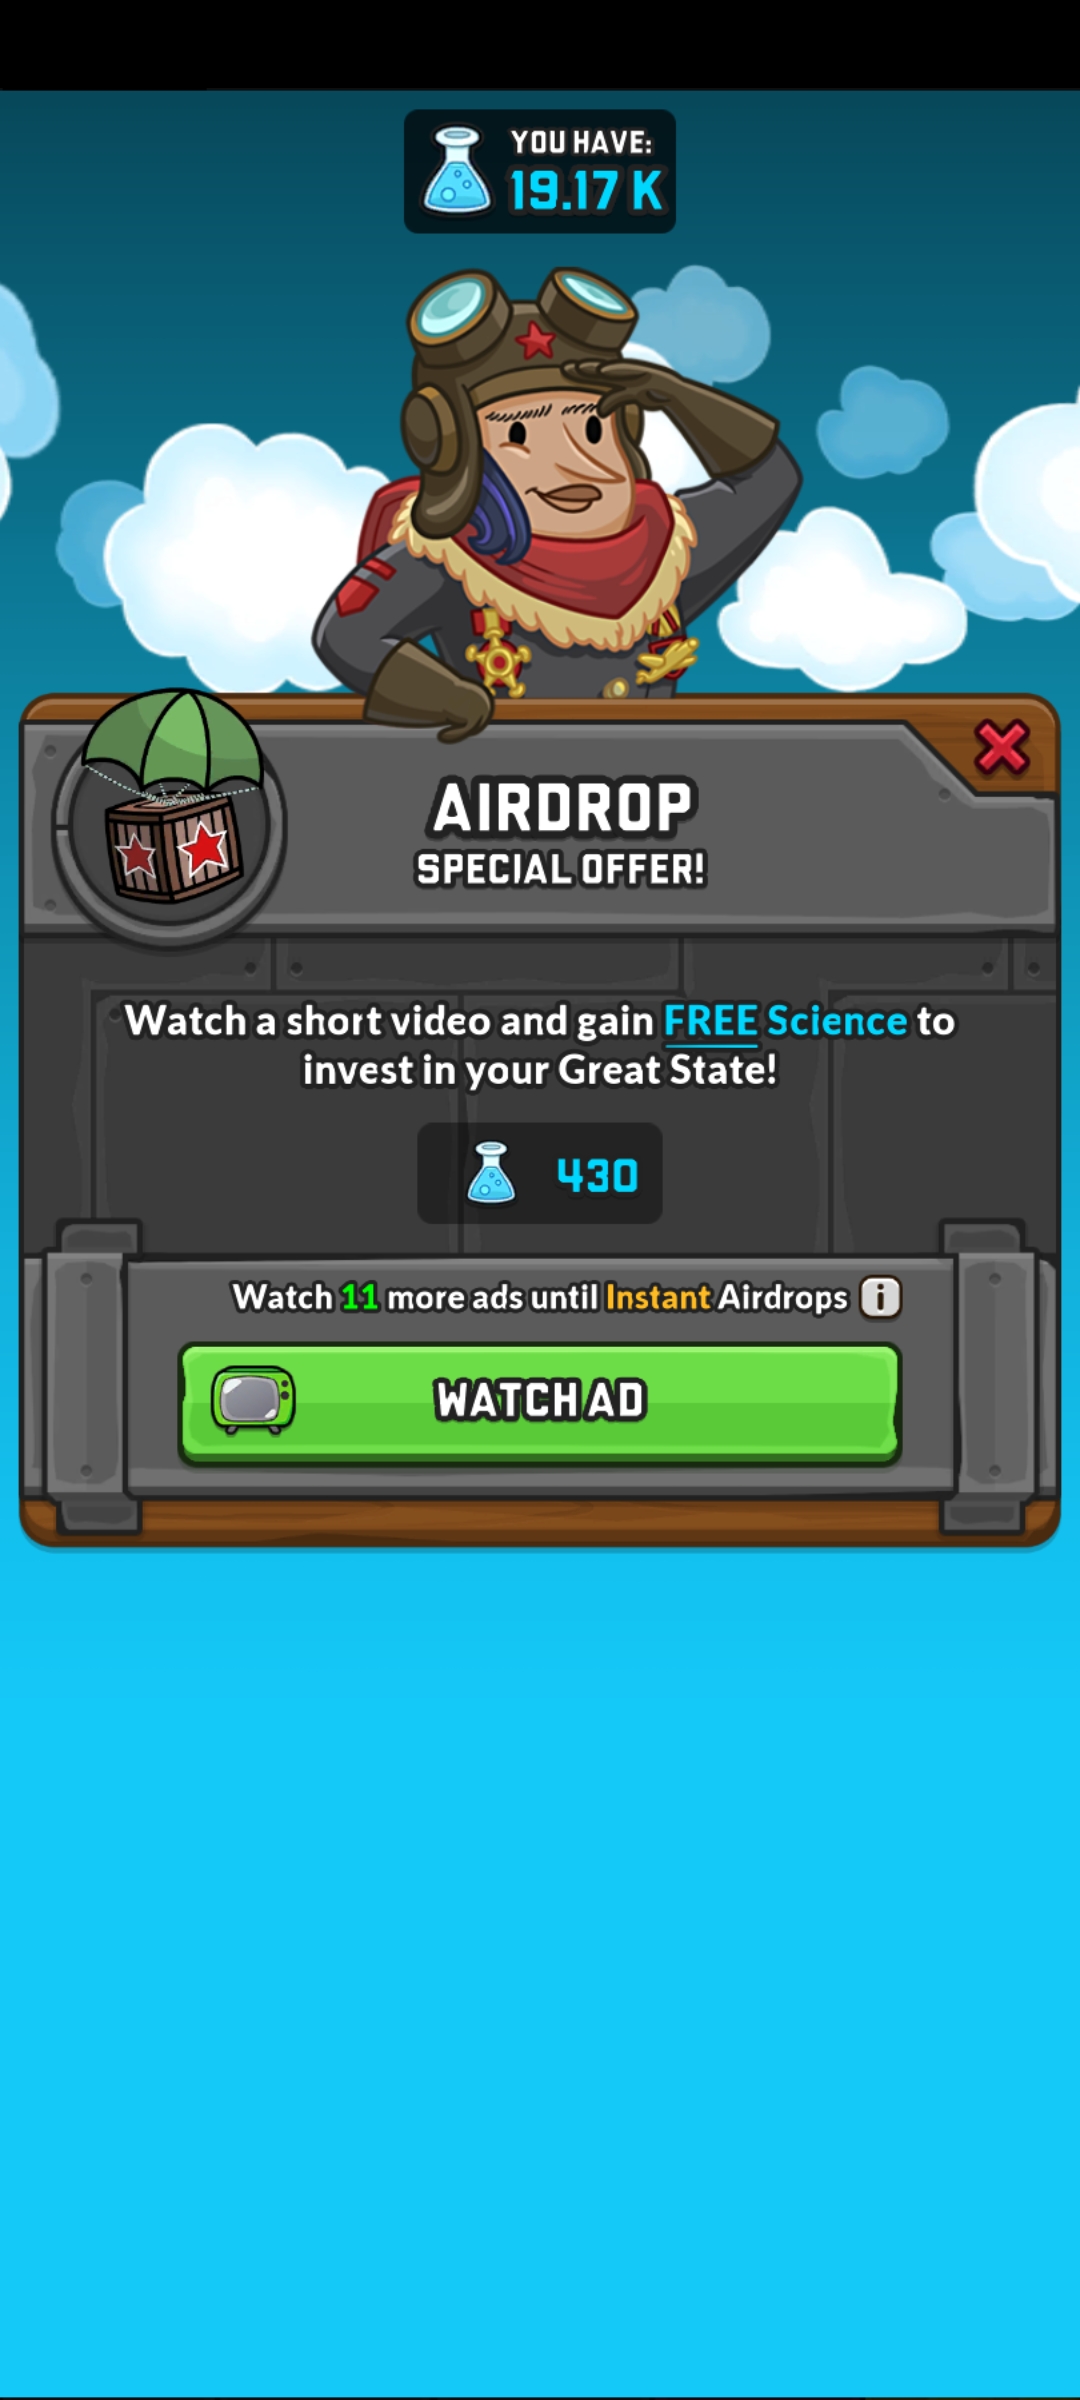 YOU HAVE:
19.17 K
AIRDROP
SPECIAL OFFER!
Watch a short video and gain FREE Science to
invest in your Great State!
430
Watch 11 more ads until Instant Airdrops i
WATCH AD